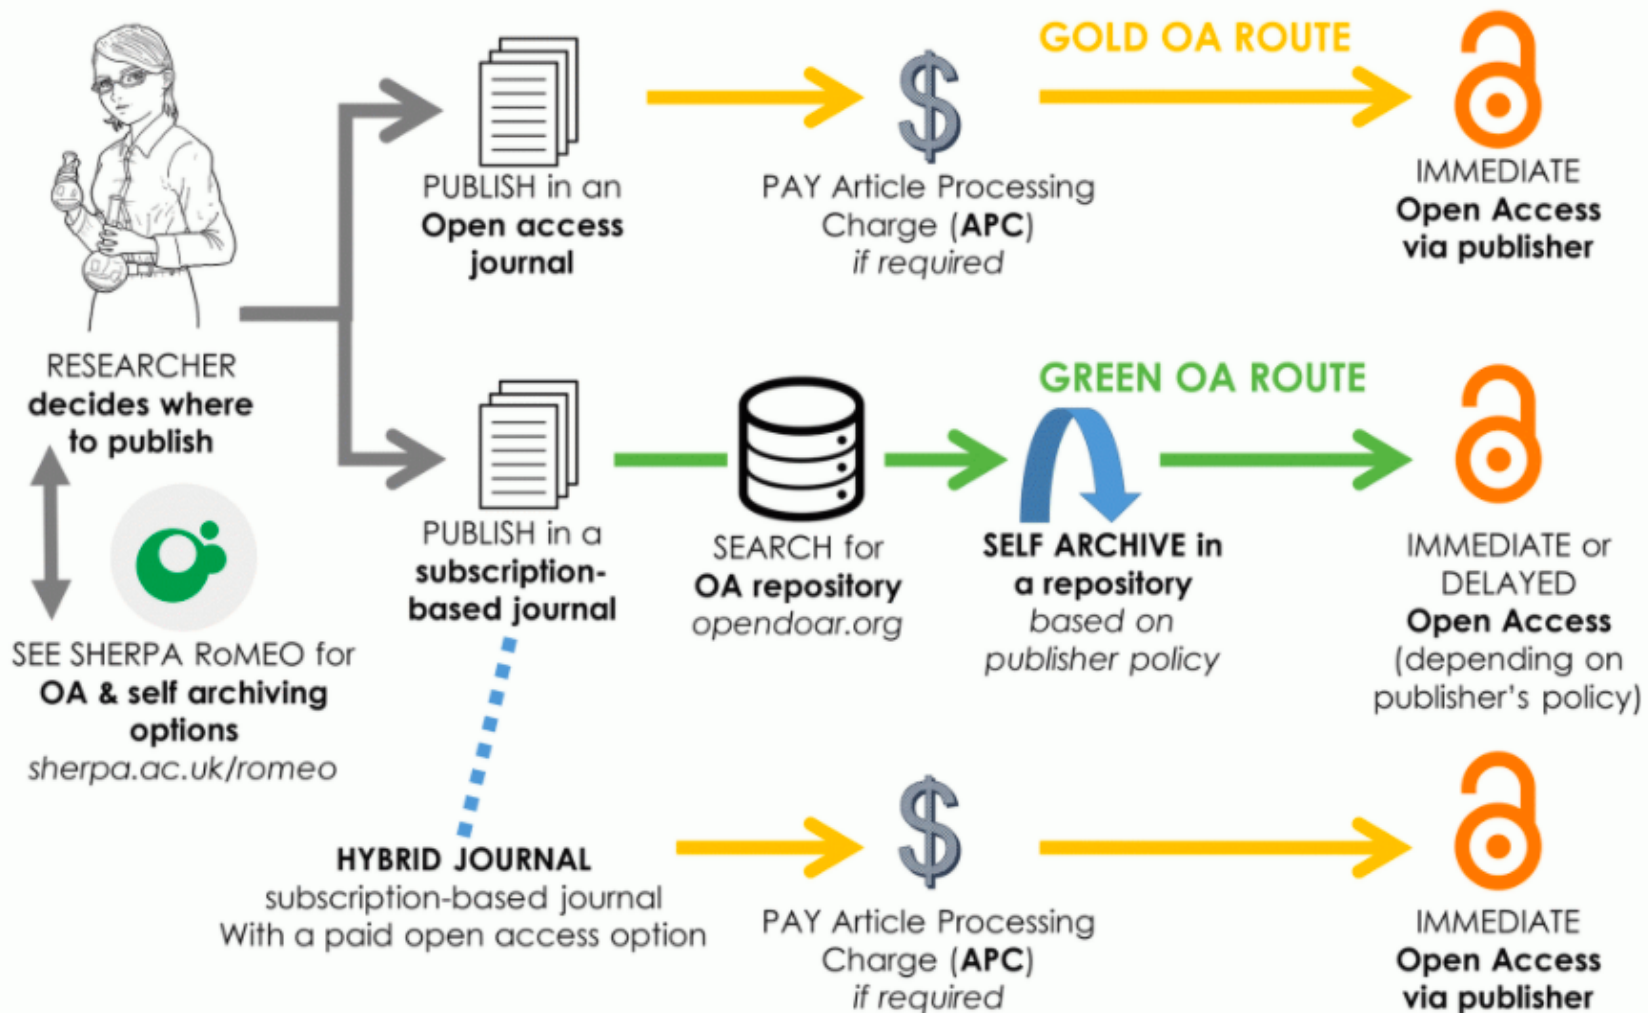 GOLD OA ROUTE
RESEARCHER
decides where
to publish
SEE SHERPA RoMEO for
OA & self archiving
options
sherpa.ac.uk/romeo
PUBLISH in an
Open access
journal
PAY Article Processing
Charge (APC)
if required
IMMEDIATE
Open Access
via publisher
GREEN OA ROUTE
PUBLISH in a
subscription-
based journal
SEARCH for
OA repository
opendoar.org
SELF ARCHIVE in
a repository
based on
publisher policy
IMMEDIATE or
DELAYED
Open Access
(depending on
publisher's policy)
HYBRID JOURNAL
subscription-based journal
With a paid open access option
PAY Article Processing
Charge (APC)
if required
IMMEDIATE
Open Access
via publisher